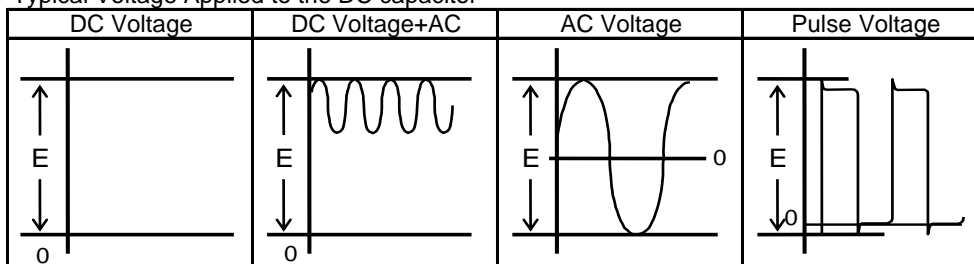 Typical Voltage Applied to the DC capacitor
DC Voltage DC Voltage+AC AC Voltage Pulse Voltage
E E E 0 E
0
0 0